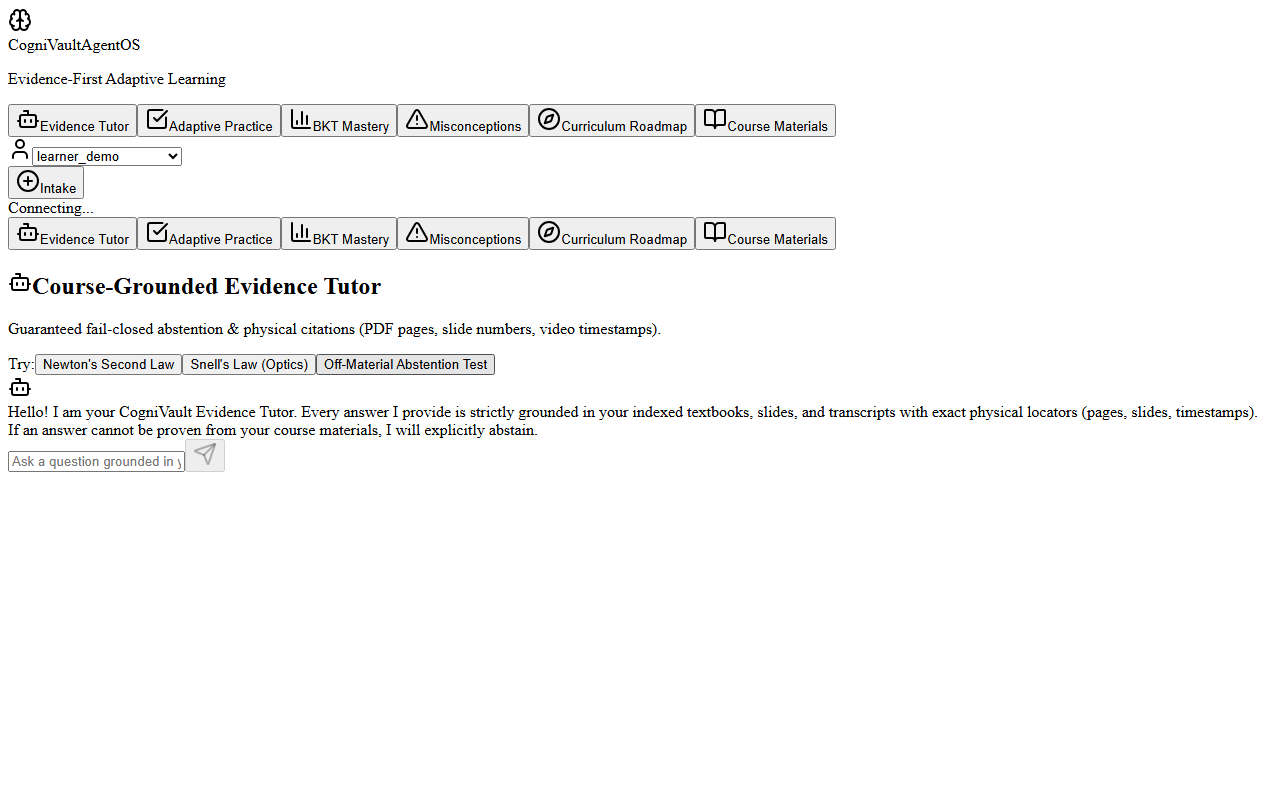 CogniVaultAgentOS
Evidence-First Adaptive Learning
Evidence Tutor Adaptive Practice BKT Mastery Misconceptions Curriculum Roadmap Course Materials
learner_demo
Intake
Connecting...
Evidence Tutor Adaptive Practice BKT Mastery Misconceptions Curriculum Roadmap Course Materials
Course-Grounded Evidence Tutor
Guaranteed fail-closed abstention & physical citations (PDF pages, slide numbers, video timestamps).
Try: Newton's Second Law Snell's Law (Optics) Off-Material Abstention Test
Hello! I am your CogniVault Evidence Tutor. Every answer I provide is strictly grounded in your indexed textbooks, slides, and transcripts with exact physical locators (pages, slides, timestamps).
If an answer cannot be proven from your course materials, I will explicitly abstain.
Ask a question grounded in